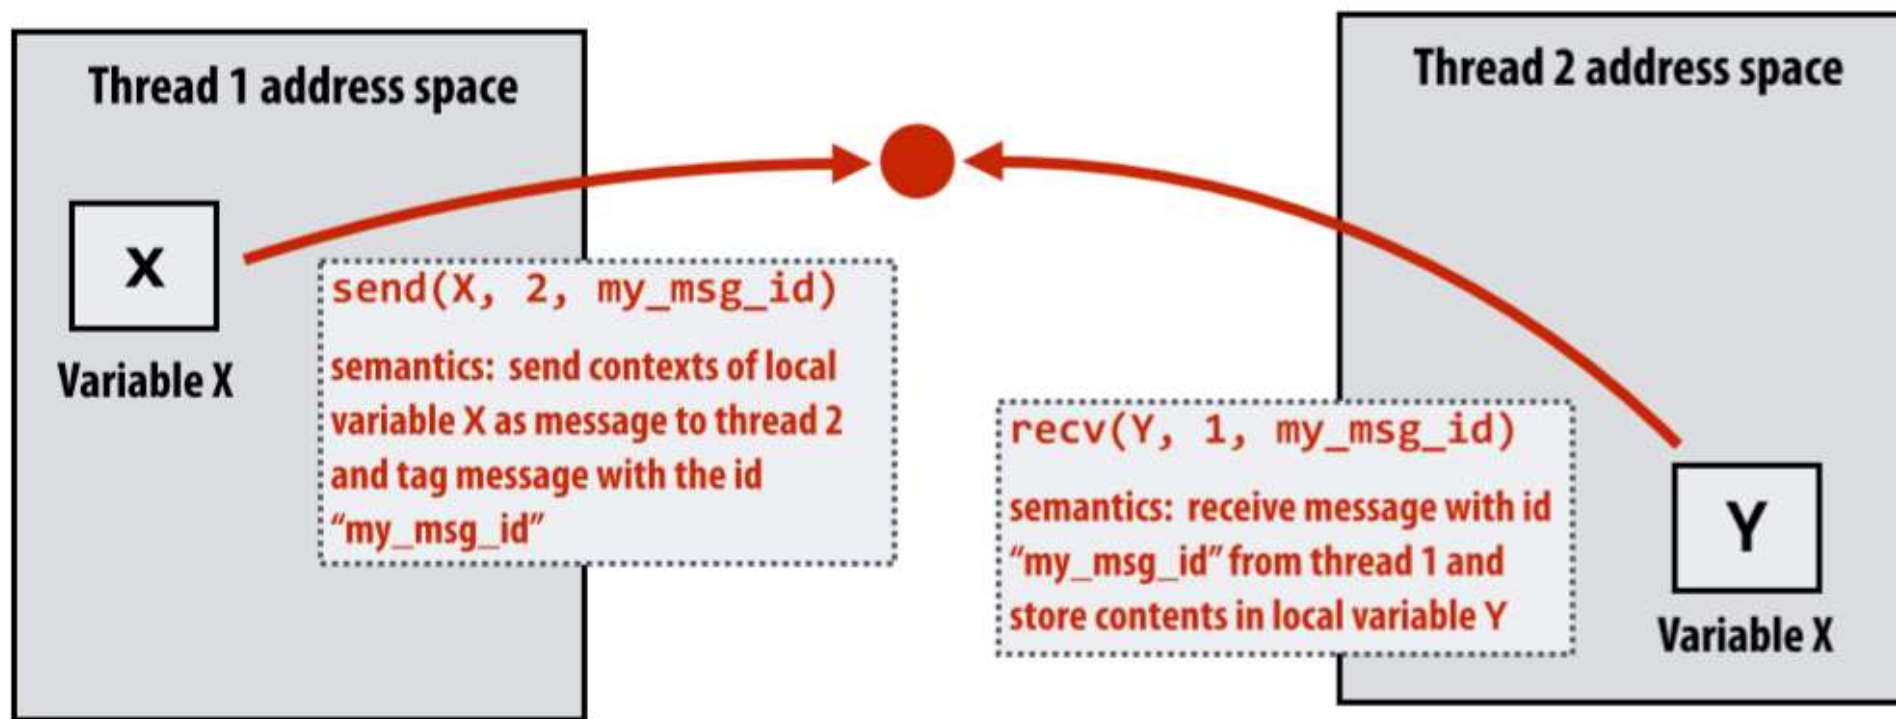 Thread 1 address space
X
Variable X
send(X, 2, my_msg_id)
semantics: send contexts of local
variable X as message to thread 2
and tag message with the id
“my_msg_id”
Thread 2 address space
recv(Y, 1, my_msg_id)
semantics: receive message with id
“my_msg_id” from thread 1 and
store contents in local variable Y
Y
Variable X